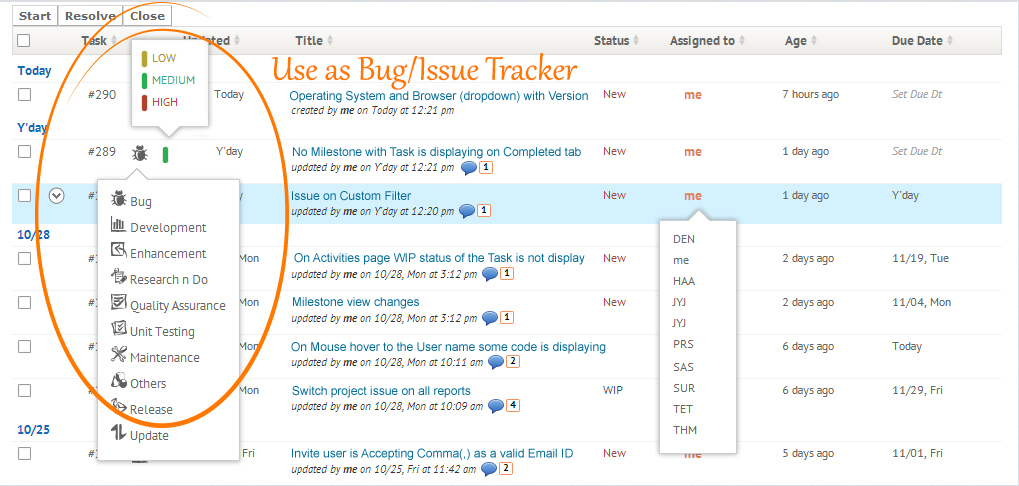 Start Resolve Close
Task Updated Title Status Assigned to Age Due Date
LOW
MEDIUM
HIGH
Use as Bug/Issue Tracker
Today
#290 Today Operating System and Browser (dropdown) with Version New me 7 hours ago Set Due Dt
created by me on Today at 12:21 pm
Y'day
#289 Y'day No Milestone with Task is displaying on Completed tab New me 1 day ago Set Due Dt
updated by me on Y'day at 12:21 pm 1
Issue on Custom Filter New me 1 day ago Y'day
updated by me on Y'day at 12:20 pm 1
10/28
Mon On Activities page WIP status of the Task is not display New 2 days ago 11/19, Tue
updated by me on 10/28, Mon at 3:12 pm 1
Mon Milestone view changes New 2 days ago 11/04, Mon
updated by me on 10/28, Mon at 3:12 pm 1
Mon On Mouse hover to the User name some code is displaying 6 days ago Today
updated by me on 10/28, Mon at 10:11 am 2
Mon Switch project issue on all reports WIP 6 days ago 11/29, Fri
updated by me on 10/28, Mon at 10:09 am 4
10/25
Fri Invite user is Accepting Comma(,) as a valid Email ID New me 5 days ago 11/01, Fri
updated by me on 10/25, Fri at 11:42 am 2
Bug
Development
Enhancement
Research n Do
Quality Assurance
Unit Testing
Maintenance
Others
Release
Update
DEN
me
HAA
JYJ
JYJ
PRS
SAS
SUR
TET
THM